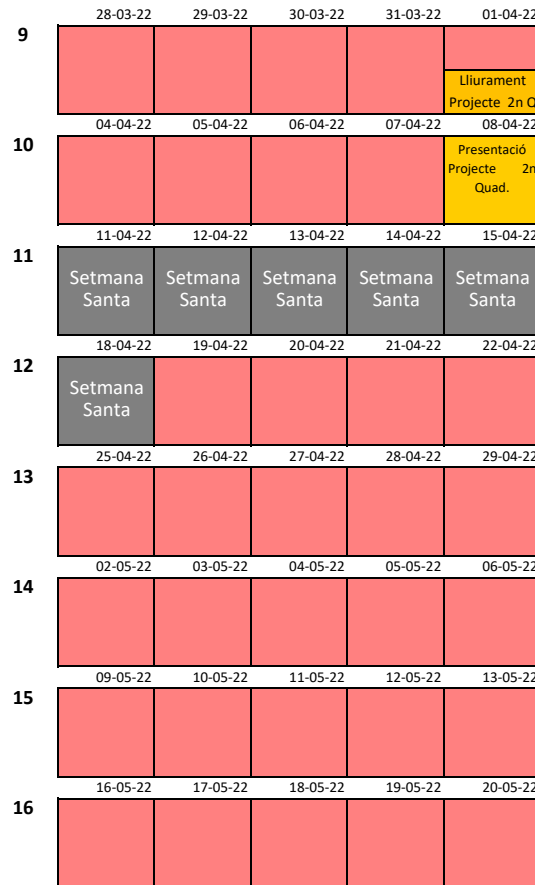 28-03-22 29-03-22 30-03-22 31-03-22 01-04-22
9
Lliurament
Projecte 2n Q
04-04-22 05-04-22 06-04-22 07-04-22 08-04-22
10
Presentació
Projecte 2n
Quad.
11-04-22 12-04-22 13-04-22 14-04-22 15-04-22
11
Setmana Setmana Setmana Setmana Setmana
Santa Santa Santa Santa Santa
18-04-22 19-04-22 20-04-22 21-04-22 22-04-22
12
Setmana
Santa
25-04-22 26-04-22 27-04-22 28-04-22 29-04-22
13
02-05-22 03-05-22 04-05-22 05-05-22 06-05-22
14
09-05-22 10-05-22 11-05-22 12-05-22 13-05-22
15
16-05-22 17-05-22 18-05-22 19-05-22 20-05-22
16